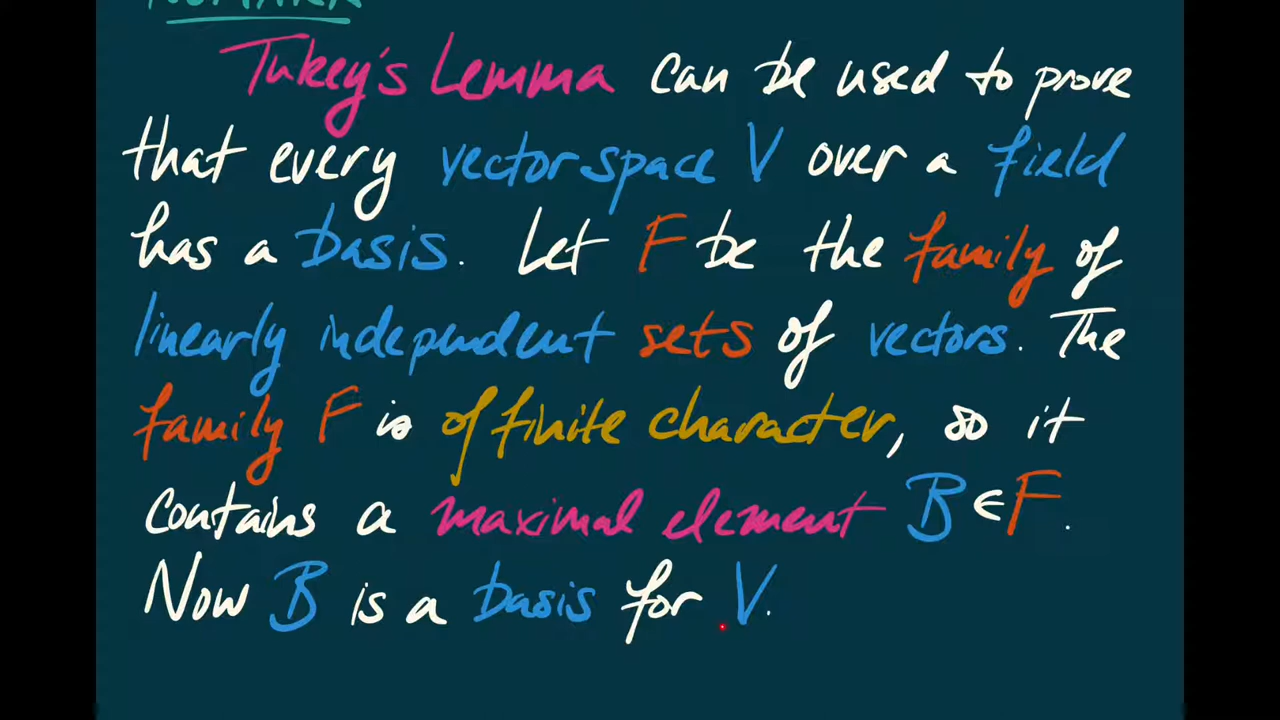 Tukey's Lemma can be used to prove
that every vector space V over a field
has a basis. Let F be the family of
linearly independent sets of vectors. The
family F is of finite character, so it
contains a maximal element B ∈ F.
Now B is a basis for V.